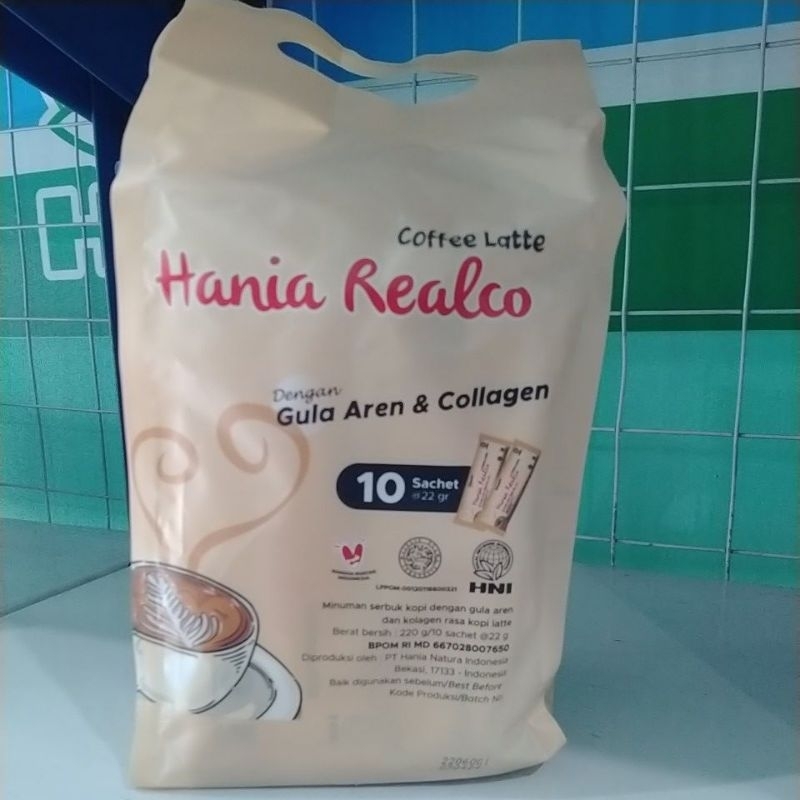 Coffee Latte
Hania Realco
Dengan
Gula Aren & Collagen
10 Sachet
@22 gr
HNI
Minuman serbuk kopi dengan gula aren
dan kolagen rasa kopi latte
Berat bersih : 220 g/10 sachet @22 g
BPOM RI MD 667028007650
Diproduksi oleh : PT Hania Natura Indonesia
Bekasi, 17133 - Indonesia
Baik digunakan sebelum/Best Before
Kode Produksi/Batch N